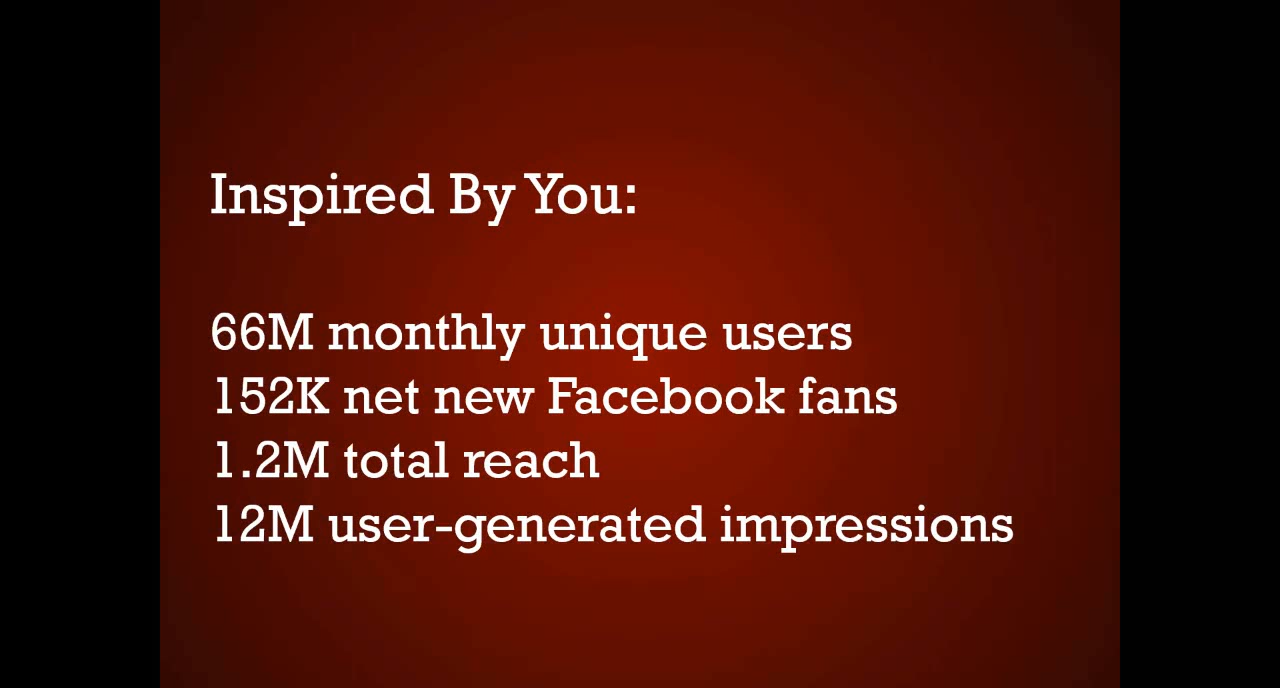 Inspired By You:
66M monthly unique users
152K net new Facebook fans
1.2M total reach
12M user-generated impressions